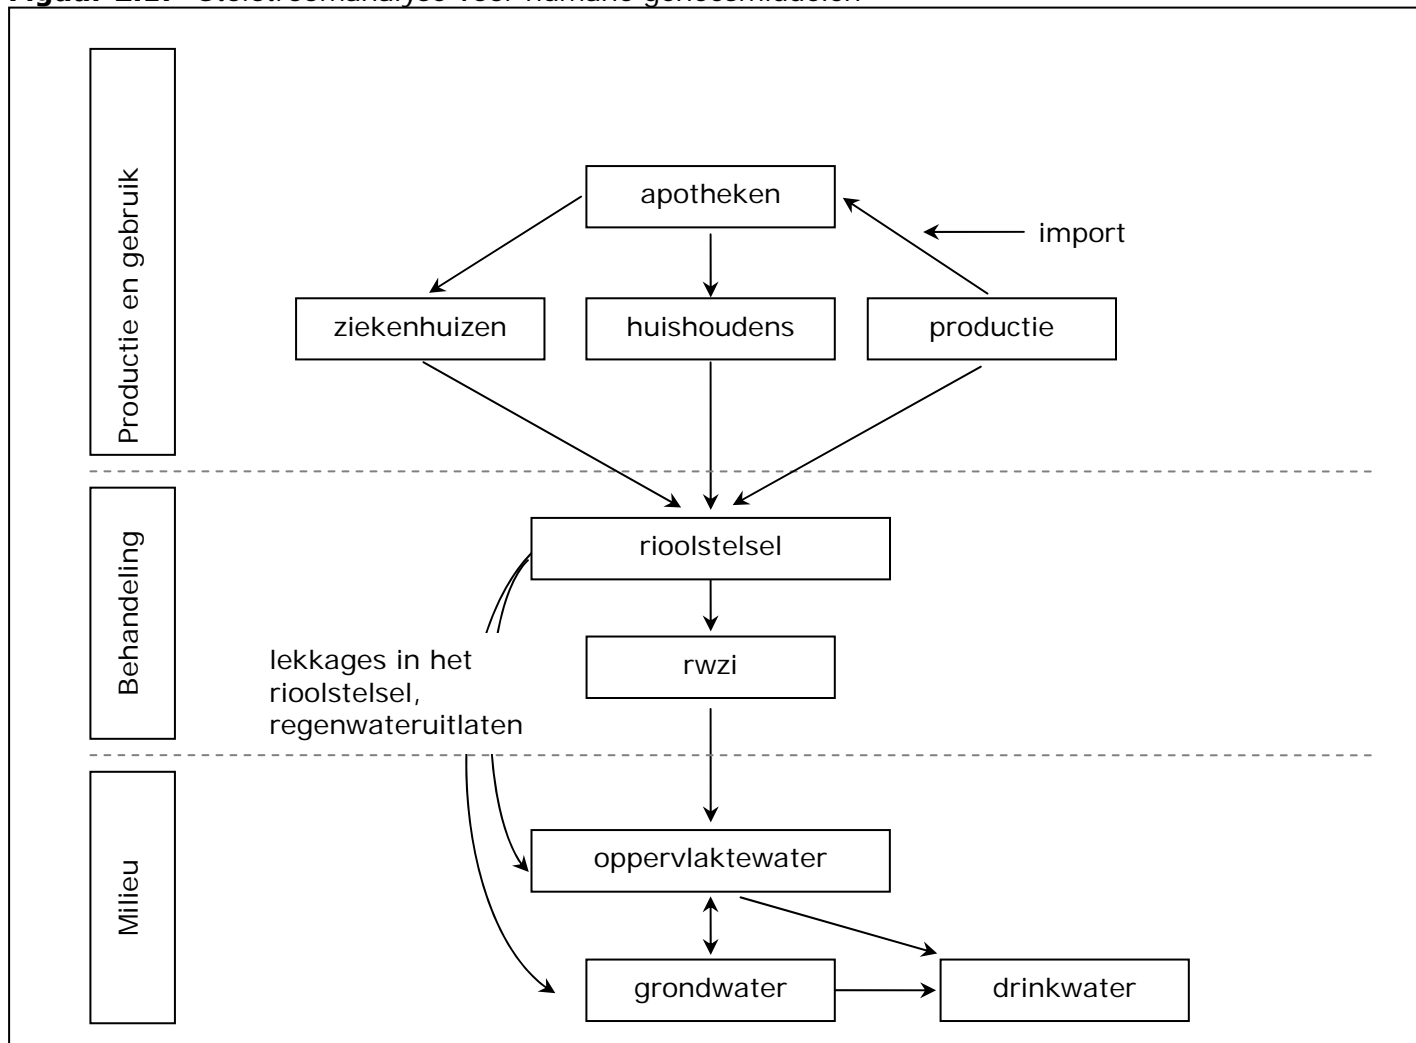 Productie en gebruik
apotheken
import
ziekenhuizen
huishoudens
productie
Behandeling
rioolstelsel
lekkages in het
rioolstelsel,
regenwateruitlaten
rwzi
Milieu
oppervlaktewater
grondwater
drinkwater